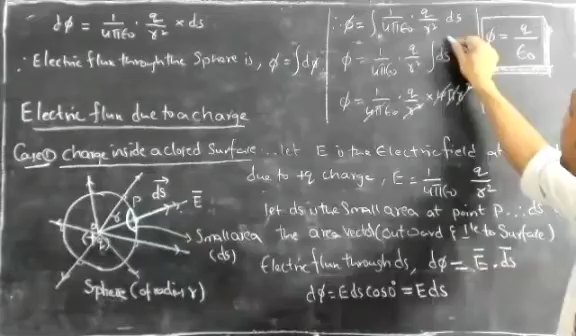 dφ = 1/4πε0 · q/r² × ds
∴ Electric flux through the Sphere is, φ = ∫dφ
∴ φ = ∫ 1/4πε0 · q/r² ds
φ = 1/4πε0 · q/r² ∫ds
φ = 1/4πε0 · q/r² × 4πr²
φ = q/ε0
Electric flux due to a charge
Case① Charge inside a closed surface... let E is the Electric field at
due to +q charge, E = 1/4πε0 q/r²
let ds is the Small area at point P ∴ ds
the area vector (outward & ⊥r to Surface)
Electric flux through ds, dφ = E̅ · d̅s̅
dφ = E ds cos0° = E ds
P
ds
E̅
r
(+q)
Small area
(ds)
Sphere (of radius r)